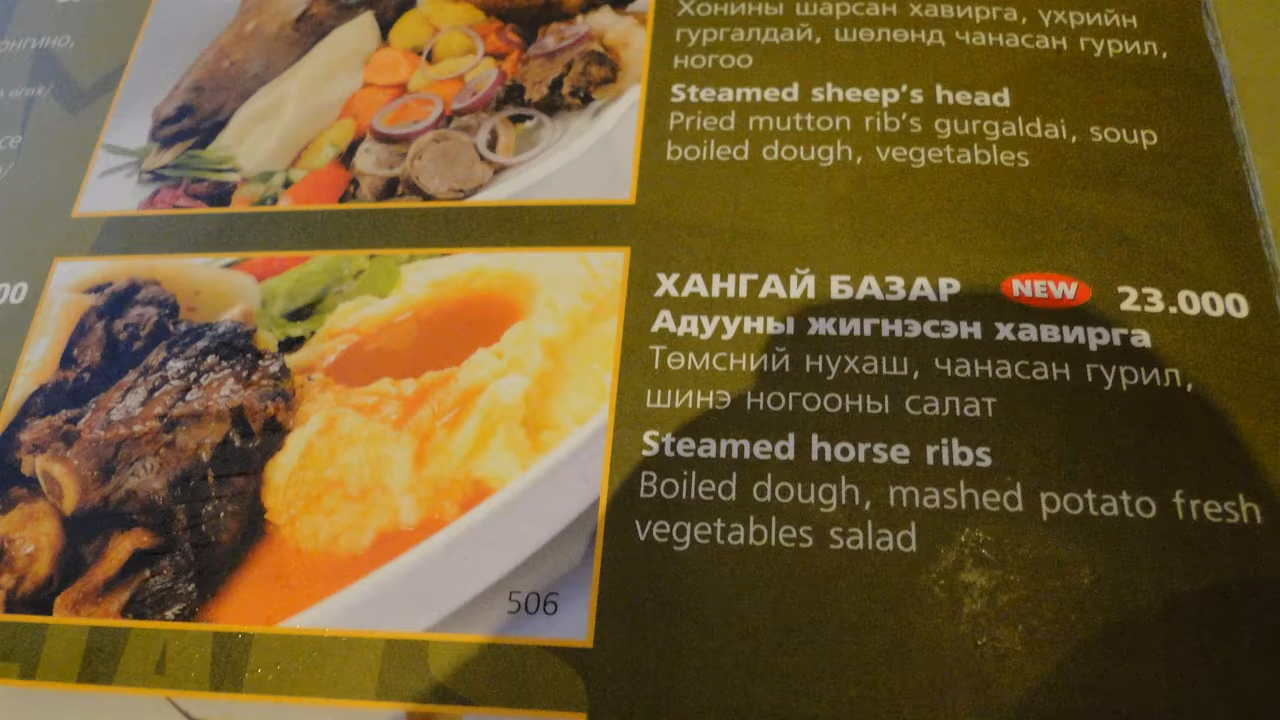 Хонины шарсан хавирга, үхрийн
гургалдай, шөлөнд чанасан гурил,
ногоо
Steamed sheep's head
Pried mutton rib's gurgaldai, soup
boiled dough, vegetables
ХАНГАЙ БАЗАР NEW 23.000
Адууны жигнэсэн хавирга
Төмсний нухаш, чанасан гурил,
шинэ ногооны салат
Steamed horse ribs
Boiled dough, mashed potato fresh
vegetables salad
506